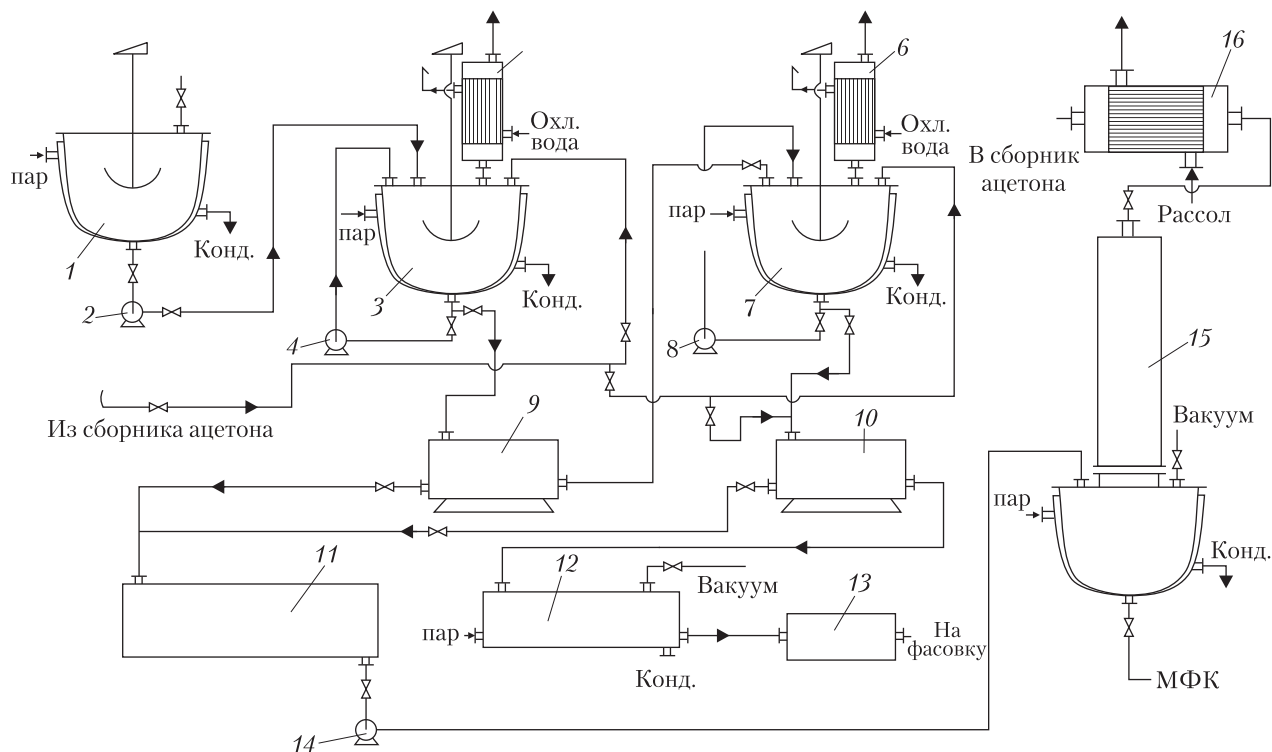 6
16
Охл.
вода
Охл.
вода
пар
1
Конд.
2
пар
3
Конд.
4
пар
7
Конд.
8
В сборник
ацетона
Рассол
15
Из сборника ацетона
9
10
Вакуум
пар
Конд.
11
12
Вакуум
13
пар
На
фасовку
Конд.
МФК
14